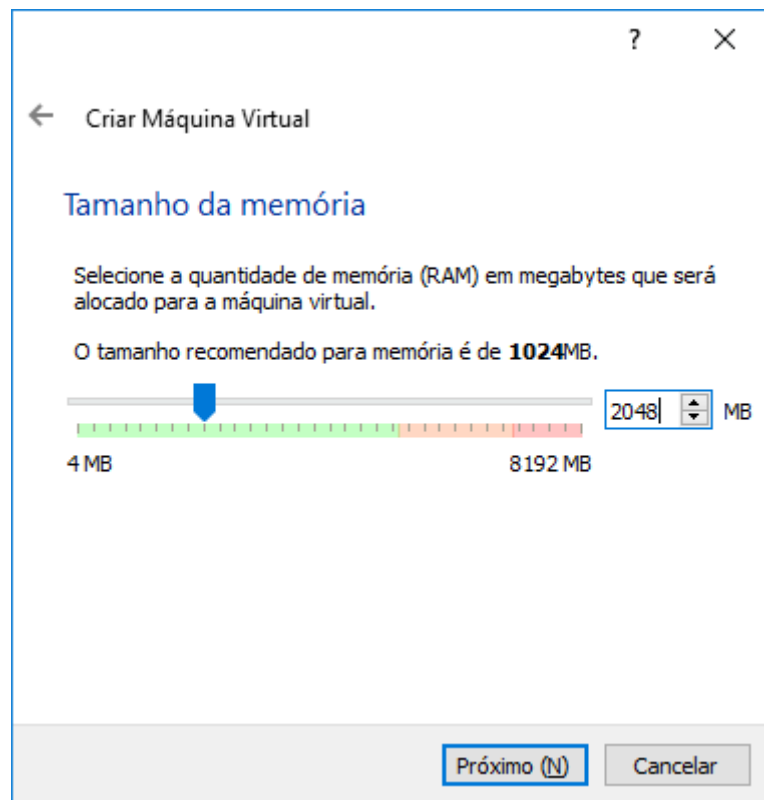 ?
Criar Máquina Virtual
Tamanho da memória
Selecione a quantidade de memória (RAM) em megabytes que será
alocado para a máquina virtual.
O tamanho recomendado para memória é de 1024MB.
2048 MB
4 MB 8192 MB
Próximo (N) Cancelar